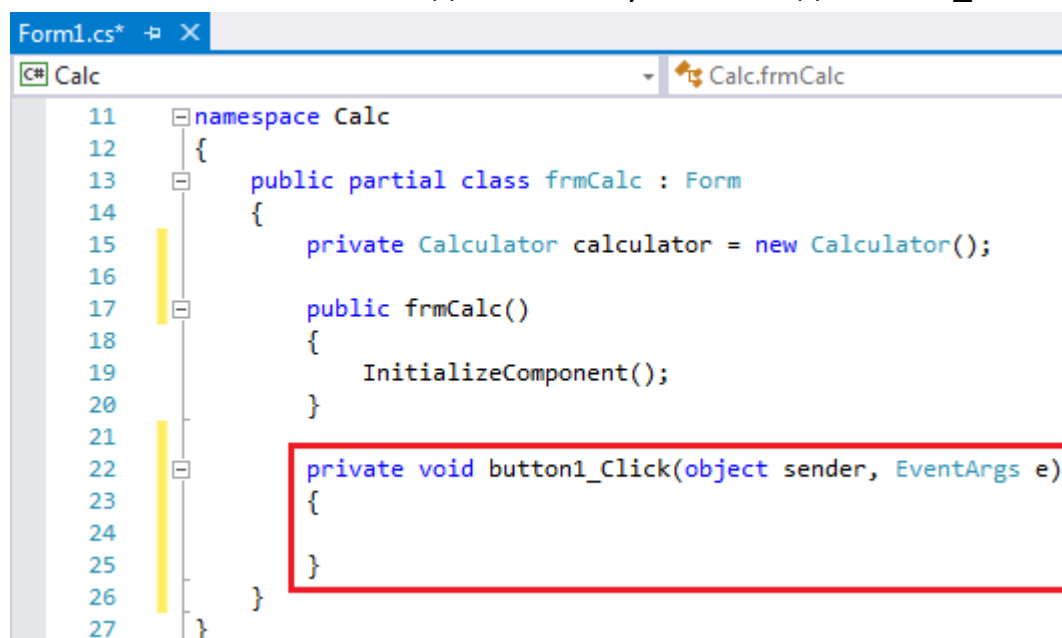 Form1.cs*
C# Calc Calc.frmCalc
11 namespace Calc
12 {
13 public partial class frmCalc : Form
14 {
15 private Calculator calculator = new Calculator();
16
17 public frmCalc()
18 {
19 InitializeComponent();
20 }
21
22 private void button1_Click(object sender, EventArgs e)
23 {
24
25 }
26 }
27 }